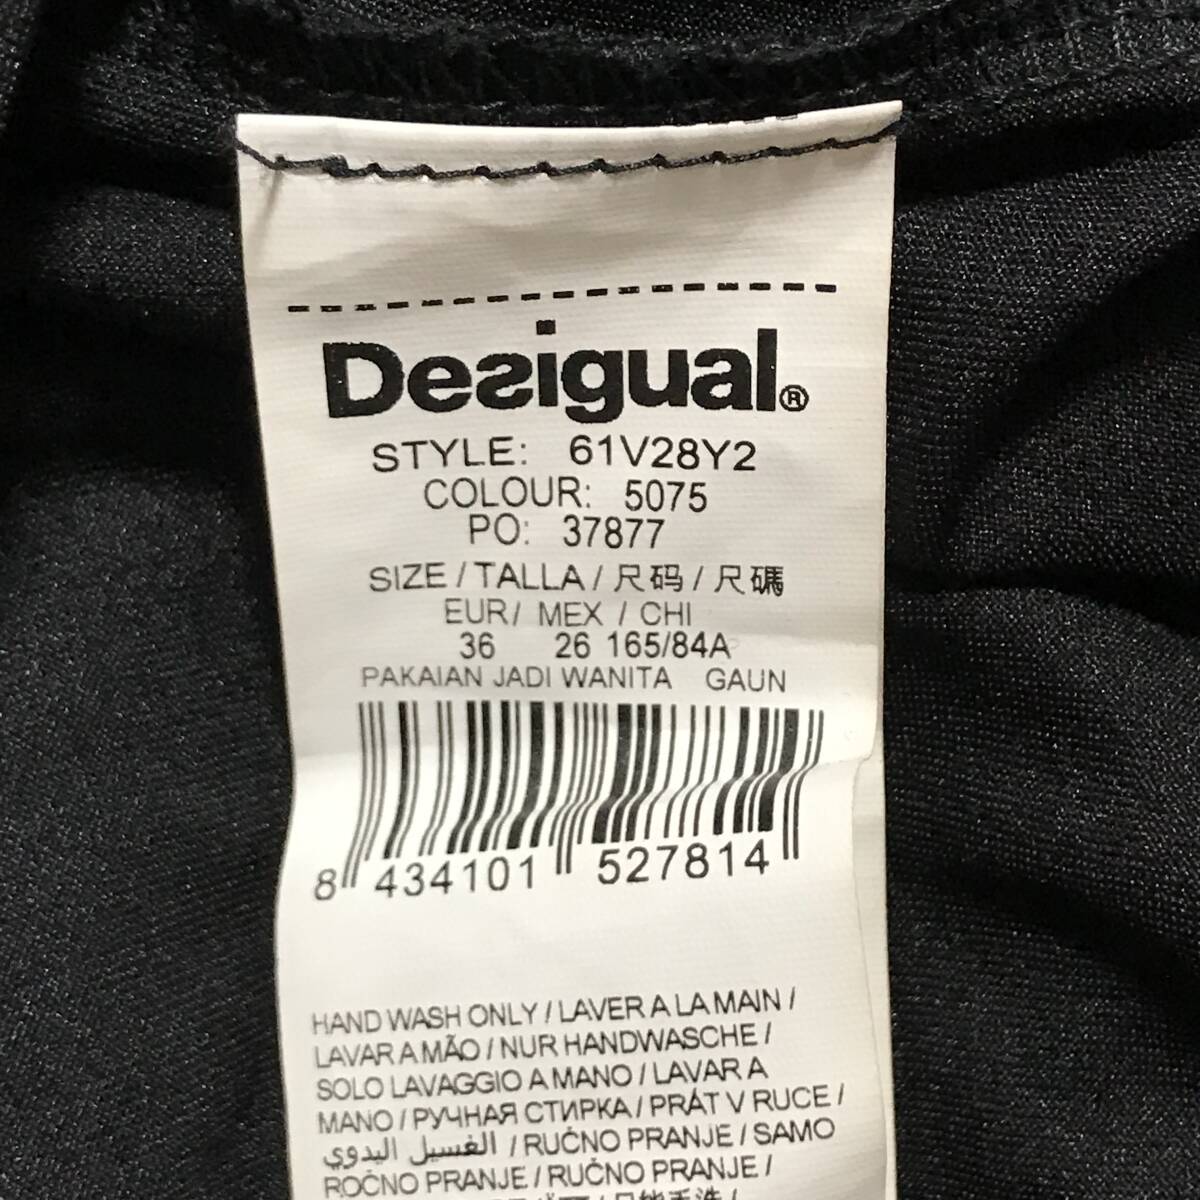 Desigual®
STYLE: 61V28Y2
COLOUR: 5075
PO: 37877
SIZE / TALLA / 尺码 / 尺碼
EUR/ MEX / CHI
36 26 165/84A
PAKAIAN JADI WANITA GAUN
8 434101 527814
HAND WASH ONLY / LAVER A LA MAIN /
LAVAR A MÃO / NUR HANDWASCHE /
SOLO LAVAGGIO A MANO / LAVAR A
MANO / РУЧНАЯ СТИРКА / PRÁT V RUCE /
الغسيل اليدوي / RUČNO PRANJE / SAMO
ROČNO PRANJE / RUČNO PRANJE /